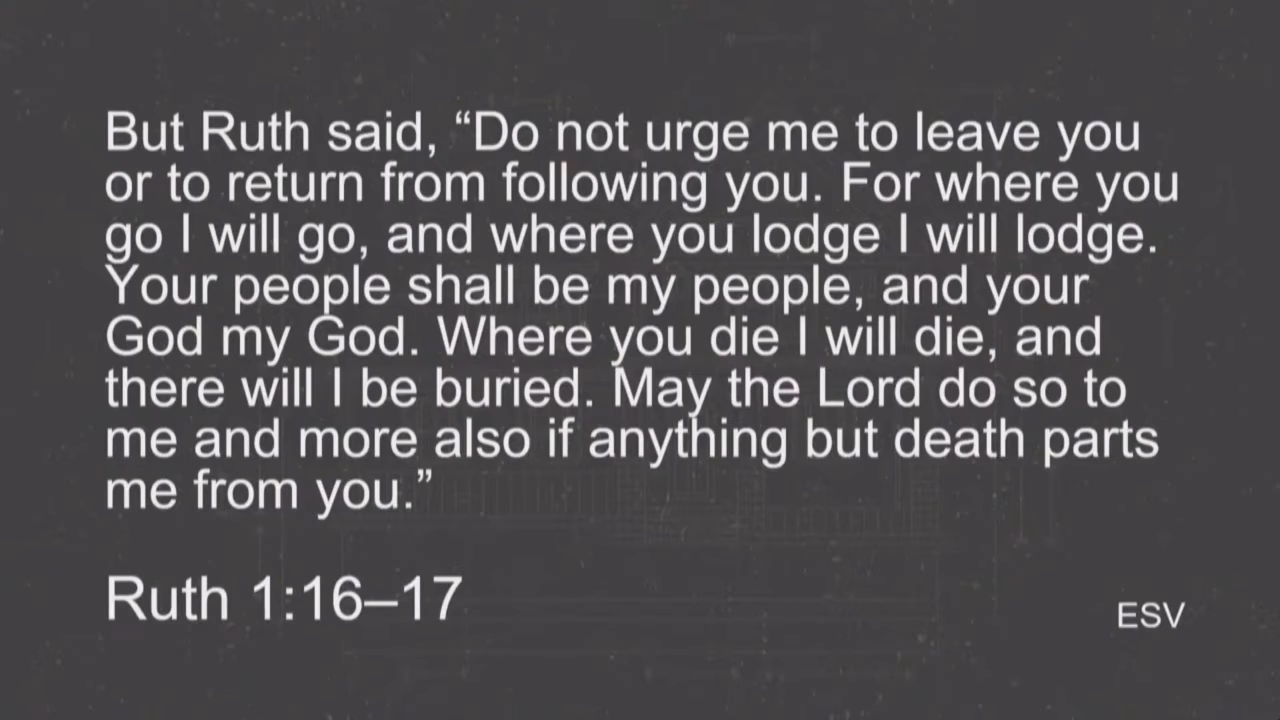 But Ruth said, “Do not urge me to leave you
or to return from following you. For where you
go I will go, and where you lodge I will lodge.
Your people shall be my people, and your
God my God. Where you die I will die, and
there will I be buried. May the Lord do so to
me and more also if anything but death parts
me from you.”
Ruth 1:16–17
ESV